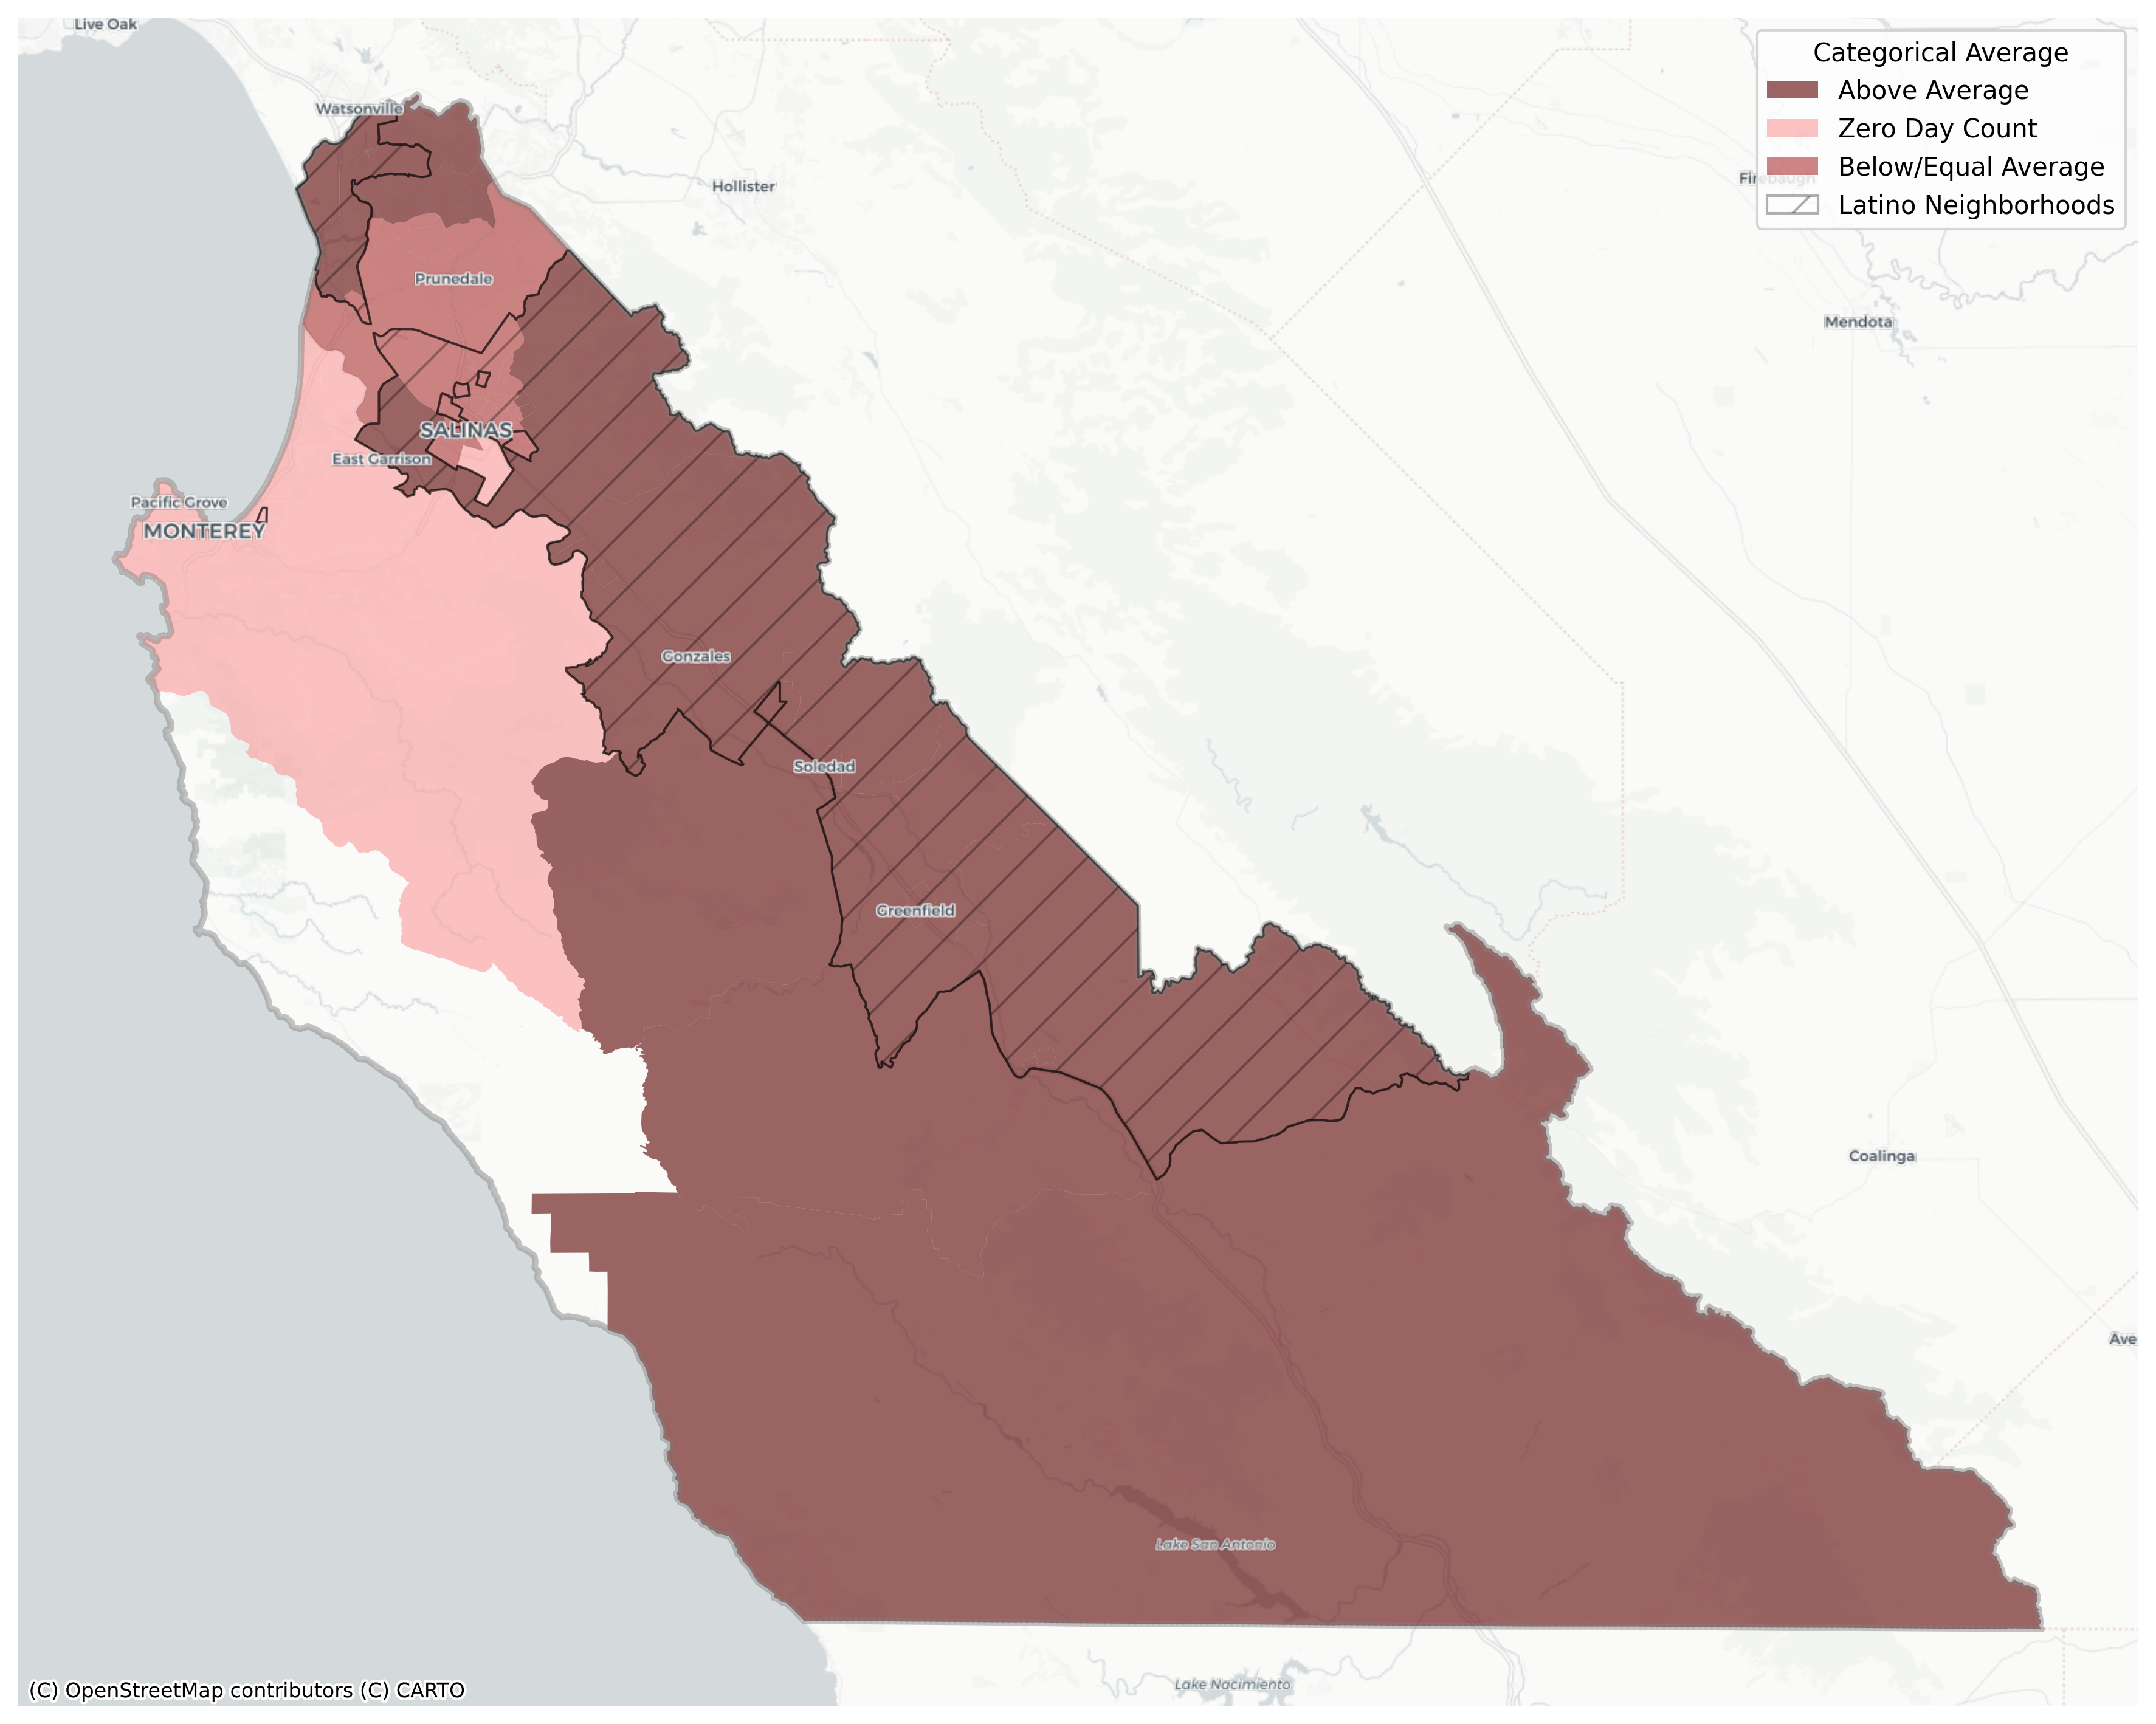 Live Oak
Categorical Average
Above Average
Zero Day Count
Below/Equal Average
Latino Neighborhoods
Watsonville
Hollister
Firebaugh
Prunedale
Mendota
SALINAS
East Garrison
Pacific Grove
MONTEREY
Gonzales
Soledad
Greenfield
Coalinga
Ave
Lake San Antonio
Lake Nacimiento
(C) OpenStreetMap contributors (C) CARTO